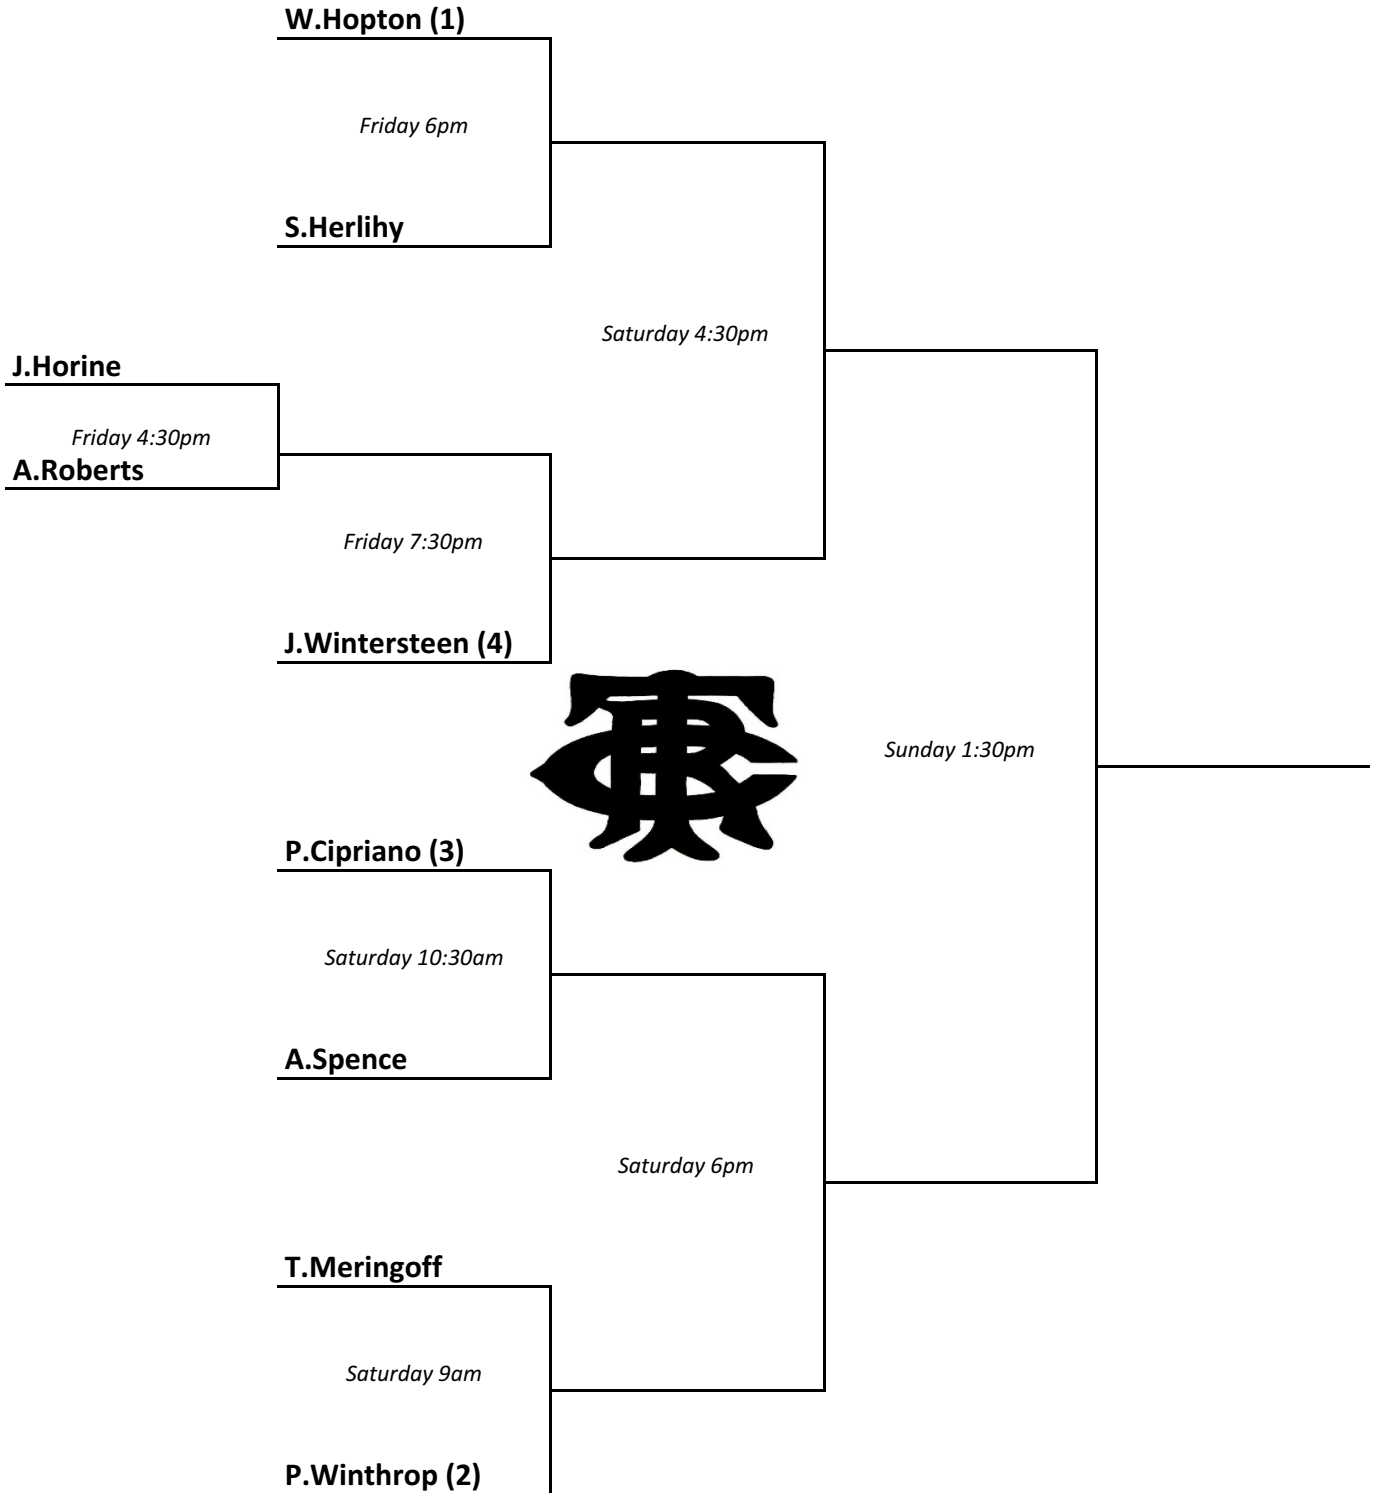 W.Hopton (1)
Friday 6pm
S.Herlihy
Saturday 4:30pm
J.Horine
Friday 4:30pm
A.Roberts
Friday 7:30pm
J.Wintersteen (4)
Sunday 1:30pm
P.Cipriano (3)
Saturday 10:30am
A.Spence
Saturday 6pm
T.Meringoff
Saturday 9am
P.Winthrop (2)